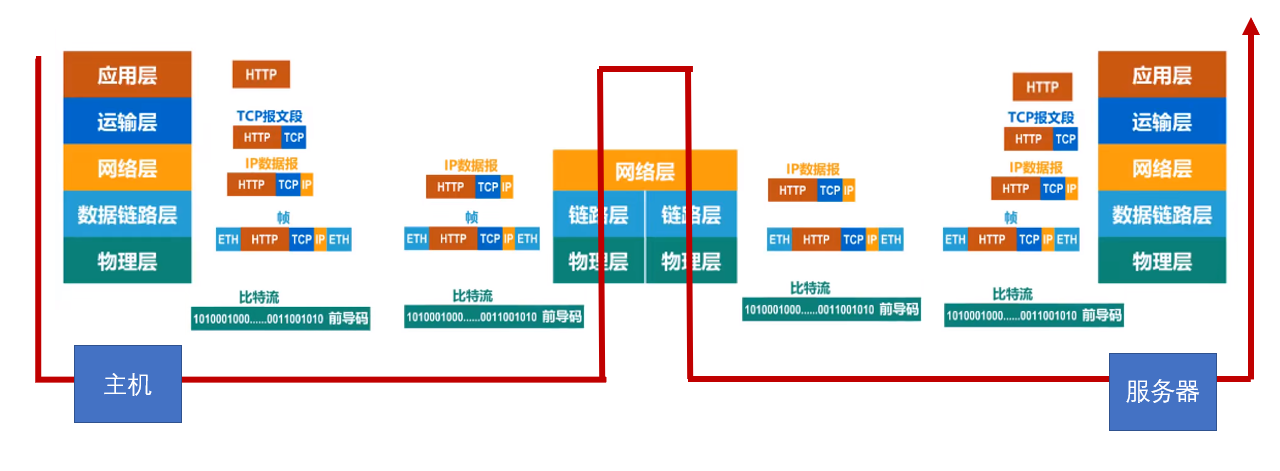 应用层
运输层
网络层
数据链路层
物理层
HTTP
TCP报文段
HTTP TCP
IP数据报
HTTP TCP IP
帧
ETH HTTP TCP IP ETH
比特流
1010001000......0011001010 前导码
主机
IP数据报
HTTP TCP IP
帧
ETH HTTP TCP IP ETH
比特流
1010001000......0011001010 前导码
网络层
链路层 链路层
物理层 物理层
IP数据报
HTTP TCP IP
帧
ETH HTTP TCP IP ETH
比特流
1010001000......0011001010 前导码
HTTP
TCP报文段
HTTP TCP
IP数据报
HTTP TCP IP
帧
ETH HTTP TCP IP ETH
比特流
1010001000......0011001010 前导码
应用层
运输层
网络层
数据链路层
物理层
服务器